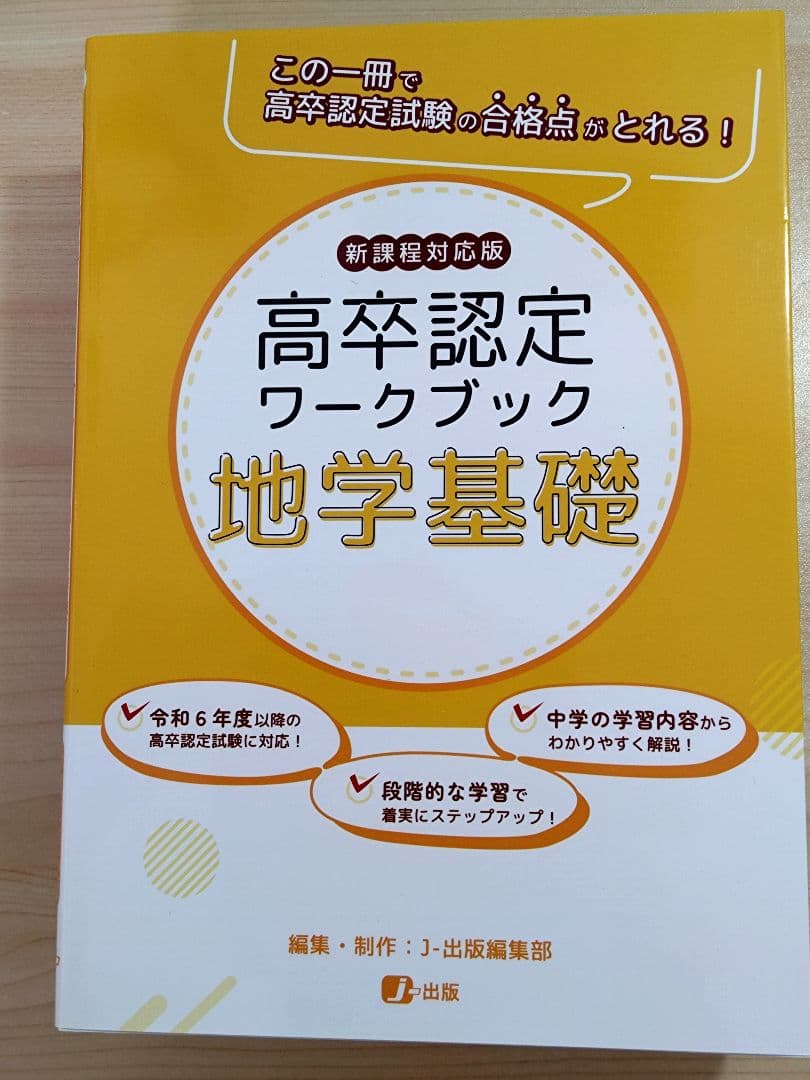 この一冊で
高卒認定試験の合格点がとれる！
新課程対応版
高卒認定
ワークブック
地学基礎
令和６年度以降の
高卒認定試験に対応！
中学の学習内容から
わかりやすく解説！
段階的な学習で
着実にステップアップ！
編集・制作：J-出版編集部
J-出版